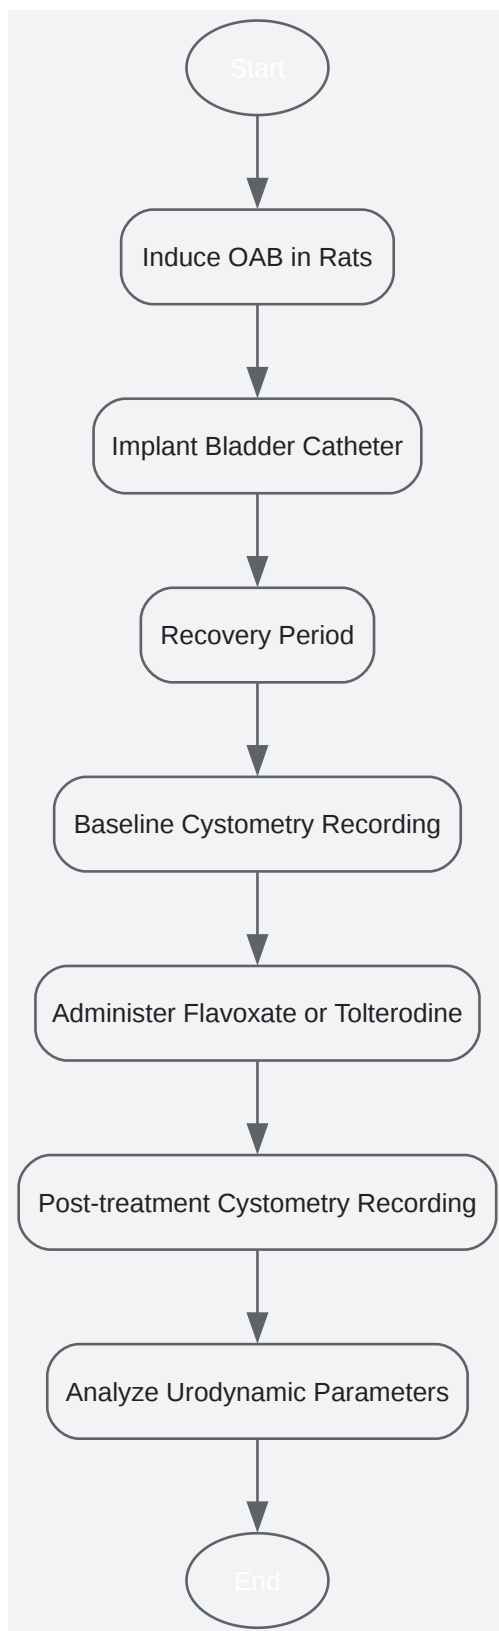 Start
Induce OAB in Rats
Implant Bladder Catheter
Recovery Period
Baseline Cystometry Recording
Administer Flavoxate or Tolterodine
Post-treatment Cystometry Recording
Analyze Urodynamic Parameters
End